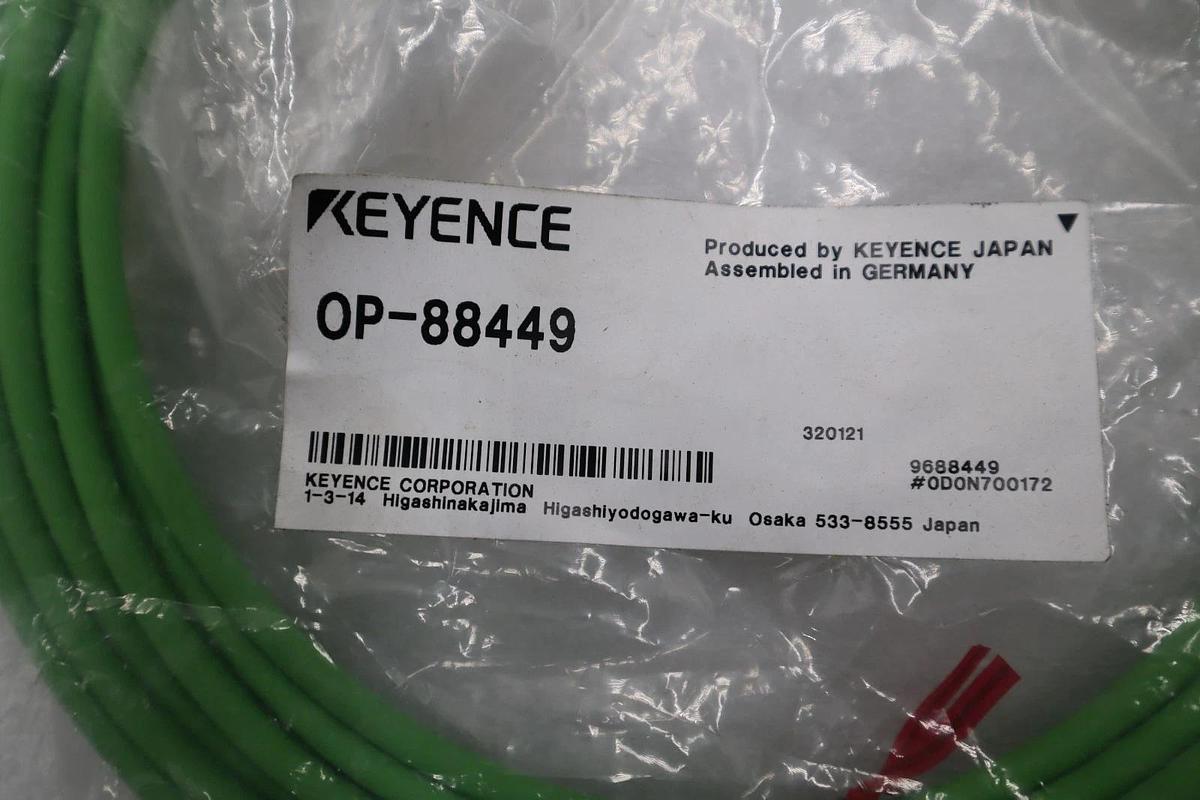 KEYENCE
Produced by KEYENCE JAPAN
Assembled in GERMANY
OP-88449
320121
9688449
#0D0N700172
KEYENCE CORPORATION
1-3-14 Higashinakajima Higashiyodogawa-ku Osaka 533-8555 Japan